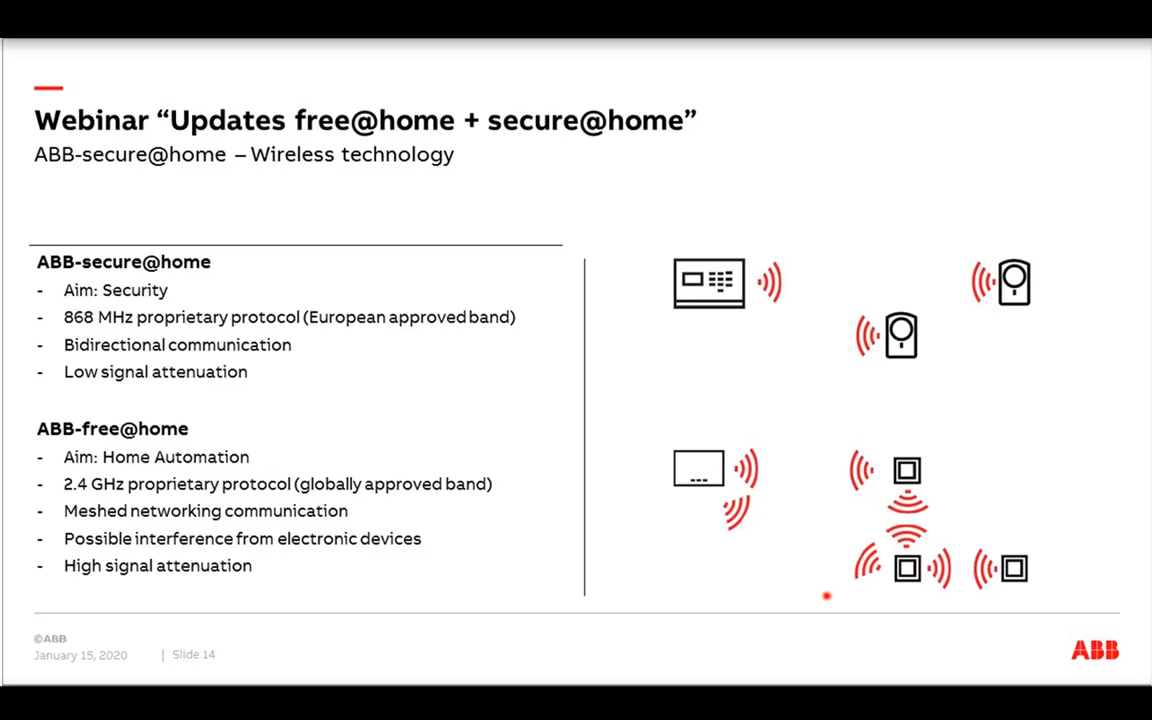 Webinar “Updates free@home + secure@home”
ABB-secure@home – Wireless technology
ABB-secure@home
- Aim: Security
- 868 MHz proprietary protocol (European approved band)
- Bidirectional communication
- Low signal attenuation
ABB-free@home
- Aim: Home Automation
- 2.4 GHz proprietary protocol (globally approved band)
- Meshed networking communication
- Possible interference from electronic devices
- High signal attenuation
©ABB
January 15, 2020 | Slide 14
ABB